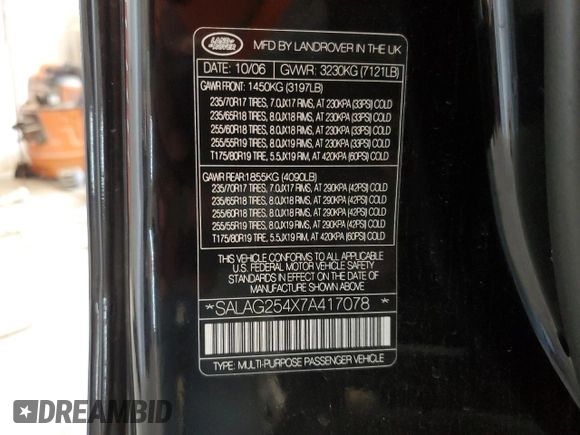 LAND ROVER
MFD BY LANDROVER IN THE UK
DATE: 10/06 GVWR: 3230KG (7121LB)
GAWR FRONT: 1450KG (3197LB)
235/70R17 TIRES, 7.0JX17 RIMS, AT 230KPA (33PSI) COLD
235/65R18 TIRES, 8.0JX18 RIMS, AT 230KPA (33PSI) COLD
255/60R18 TIRES, 8.0JX18 RIMS, AT 230KPA (33PSI) COLD
255/55R19 TIRES, 8.0JX19 RIMS, AT 230KPA (33PSI) COLD
T175/80R19 TIRE, 5.5JX19 RIM, AT 420KPA (60PSI) COLD
GAWR REAR:1855KG (4090LB)
235/70R17 TIRES, 7.0JX17 RIMS, AT 290KPA (42PSI) COLD
235/65R18 TIRES, 8.0JX18 RIMS, AT 290KPA (42PSI) COLD
255/60R18 TIRES, 8.0JX18 RIMS, AT 290KPA (42PSI) COLD
255/55R19 TIRES, 8.0JX19 RIMS, AT 290KPA (42PSI) COLD
T175/80R19 TIRE, 5.5JX19 RIM, AT 420KPA (60PSI) COLD
THIS VEHICLE CONFORMS TO ALL APPLICABLE
U.S. FEDERAL MOTOR VEHICLE SAFETY
STANDARDS IN EFFECT ON THE DATE OF
MANUFACTURE SHOWN ABOVE.
*SALAG254X7A417078*
TYPE: MULTI-PURPOSE PASSENGER VEHICLE
DREAMBID